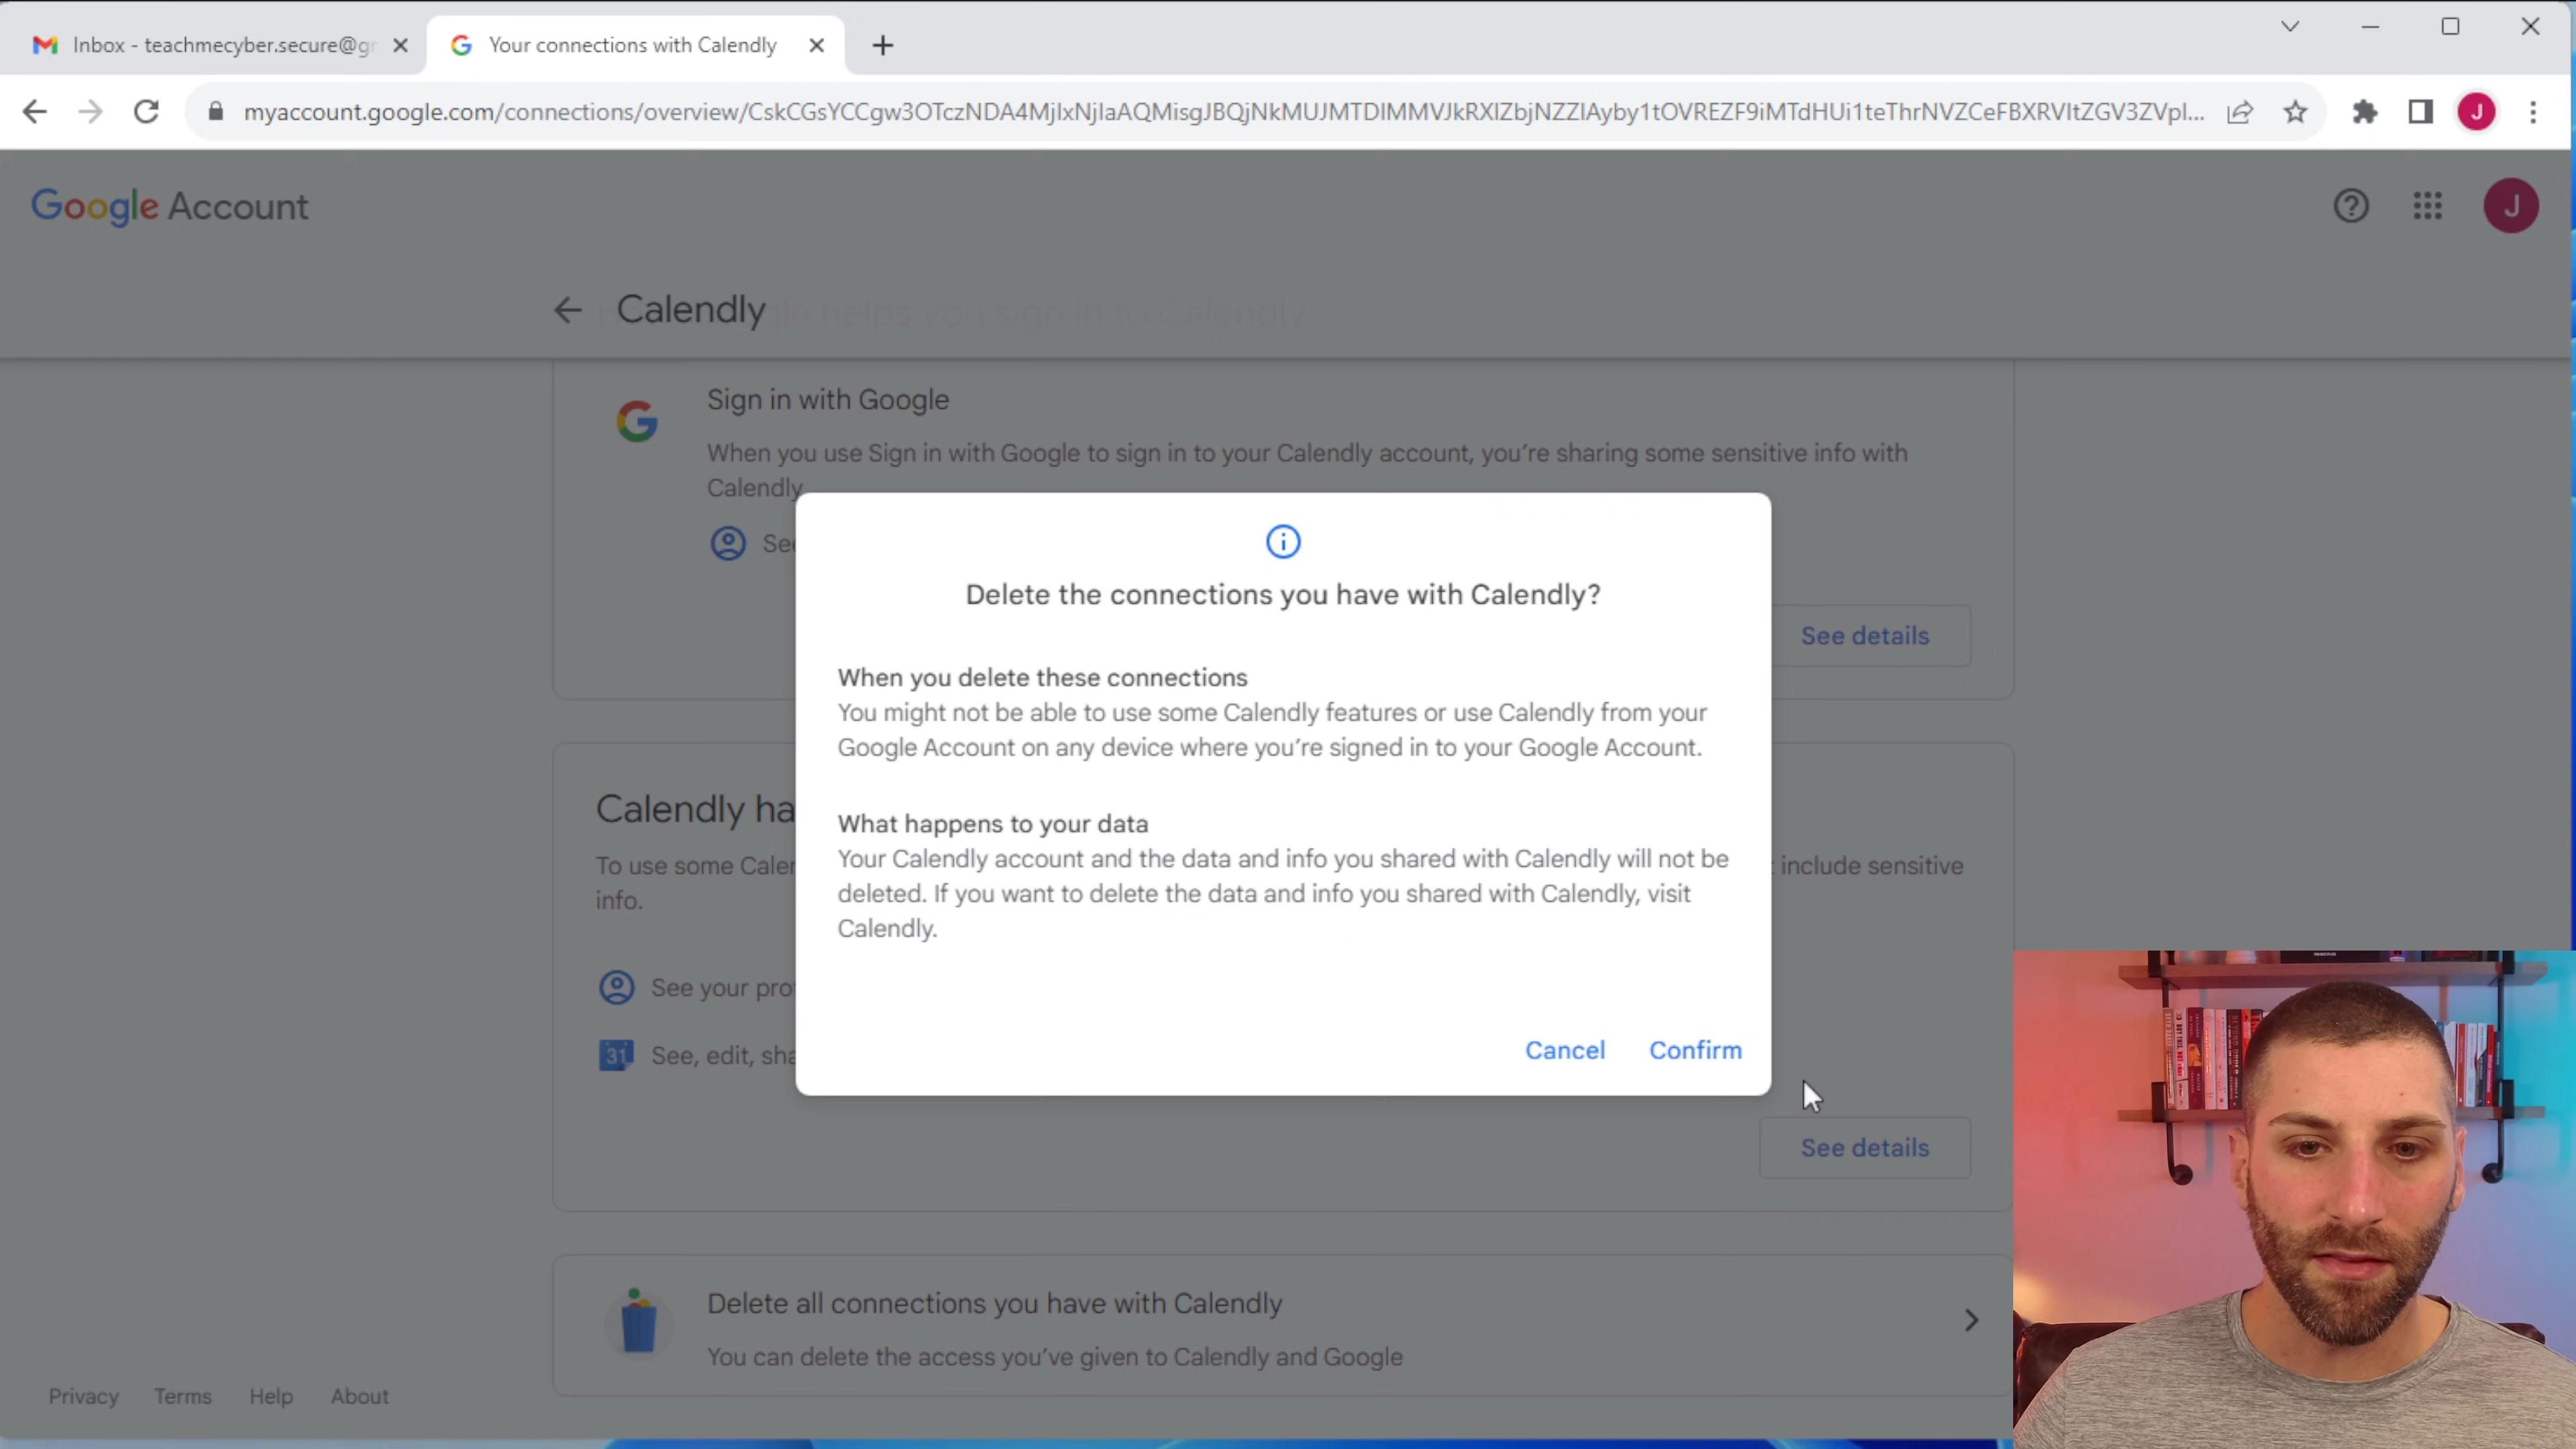 Inbox - teachmecyber.secure@gr
Your connections with Calendly
myaccount.google.com/connections/overview/
Google Account
J
Calendly
Sign in with Google
When you use Sign in with Google to sign in to your Calendly account, you're sharing some sensitive info with
Calendly
See
Delete the connections you have with Calendly?
See details
When you delete these connections
You might not be able to use some Calendly features or use Calendly from your
Google Account on any device where you're signed in to your Google Account.
Calendly ha
What happens to your data
To use some Caler
Your Calendly account and the data and info you shared with Calendly will not be
include sensitive
info.
deleted. If you want to delete the data and info you shared with Calendly, visit
Calendly.
See your pro
31 See, edit, sha
Cancel Confirm
See details
Delete all connections you have with Calendly
You can delete the access you've given to Calendly and Google
Privacy Terms Help About